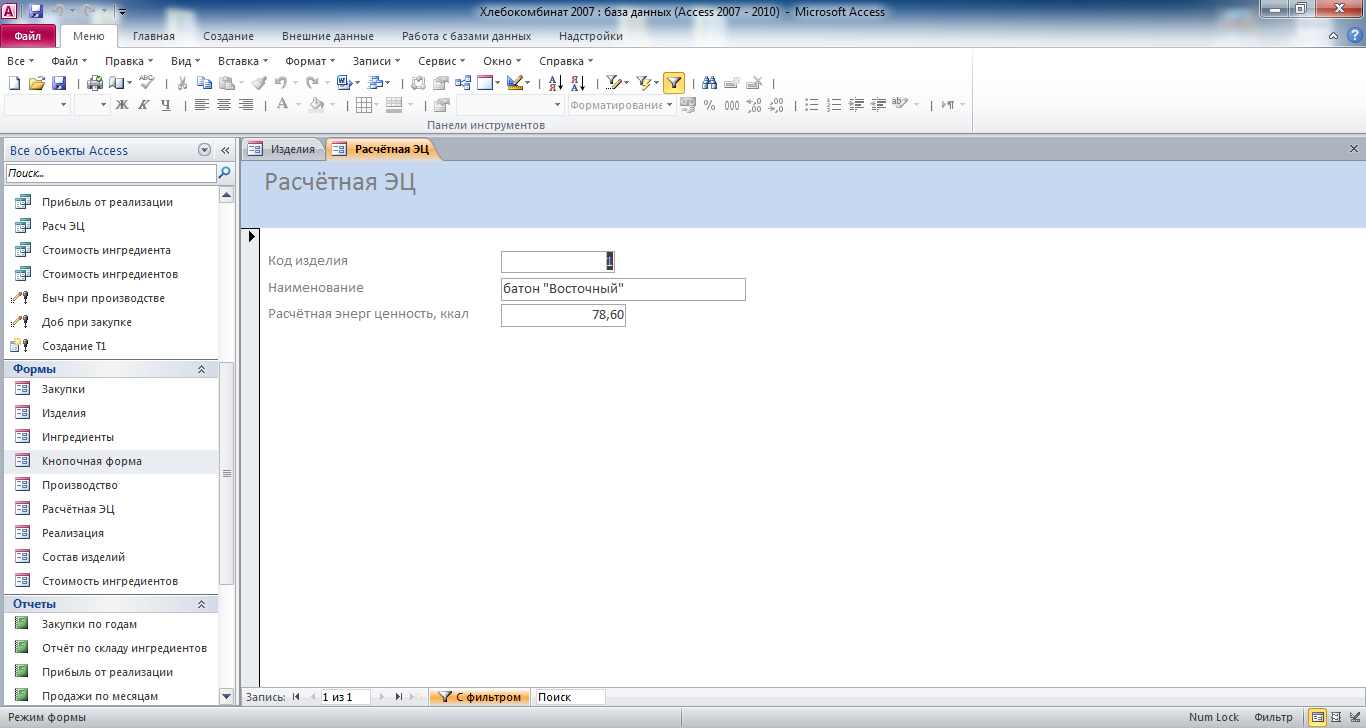 Хлебокомбинат 2007 : база данных (Access 2007 - 2010) - Microsoft Access
Файл Меню Главная Создание Внешние данные Работа с базами данных Надстройки
Все Файл Правка Вид Вставка Формат Записи Сервис Окно Справка
Ж К Ч А Форматирование % 000
Панели инструментов
Все объекты Access
Изделия Расчётная ЭЦ
Поиск...
Расчётная ЭЦ
Прибыль от реализации
Расч ЭЦ
Стоимость ингредиента
Стоимость ингредиентов
Выч при производстве
Доб при закупке
Создание Т1
Формы
Закупки
Изделия
Ингредиенты
Кнопочная форма
Производство
Расчётная ЭЦ
Реализация
Состав изделий
Стоимость ингредиентов
Отчеты
Закупки по годам
Отчёт по складу ингредиентов
Прибыль от реализации
Продажи по месяцам
Код изделия 1
Наименование батон "Восточный"
Расчётная энерг ценность, ккал 78,60
Запись: 1 из 1 С фильтром Поиск
Режим формы Num Lock Фильтр